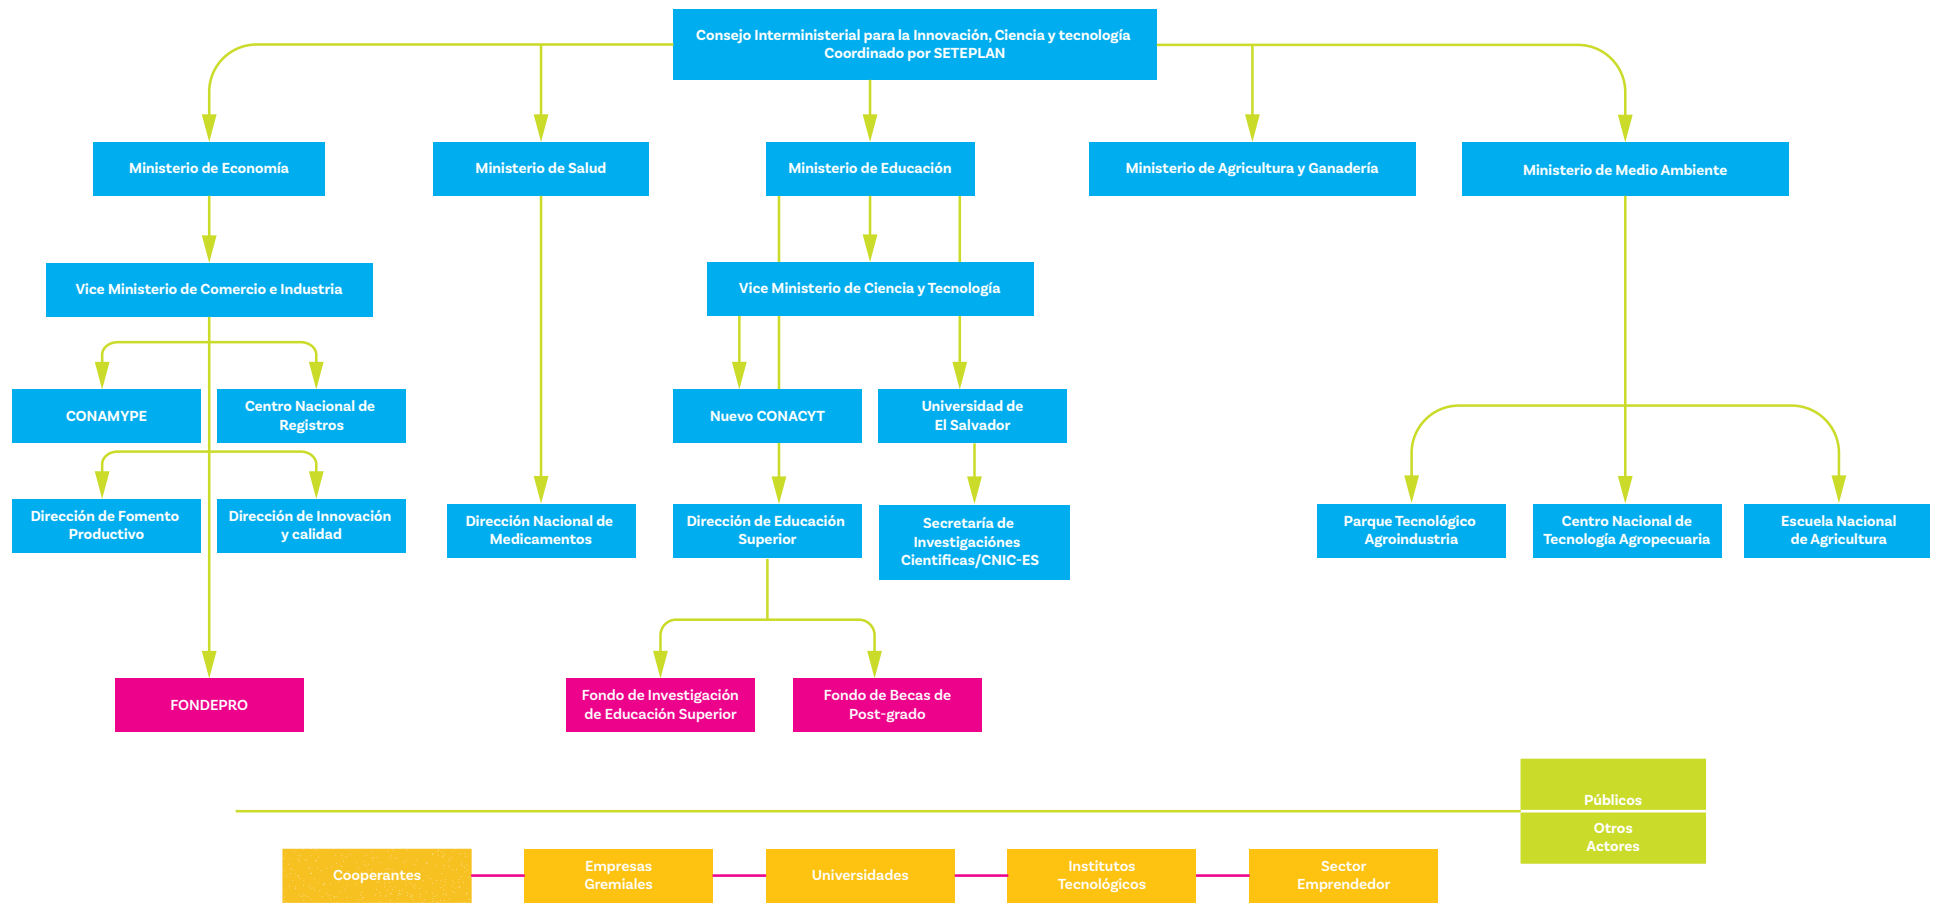 Consejo Interministerial para la Innovación, Ciencia y tecnología
Coordinado por SETEPLAN
Ministerio de Economía
Ministerio de Salud
Ministerio de Educación
Ministerio de Agricultura y Ganadería
Ministerio de Medio Ambiente
Vice Ministerio de Comercio e Industria
Vice Ministerio de Ciencia y Tecnología
CONAMYPE
Centro Nacional de
Registros
Nuevo CONACYT
Universidad de
El Salvador
Dirección de Fomento
Productivo
Dirección de Innovación
y calidad
Dirección Nacional de
Medicamentos
Dirección de Educación
Superior
Secretaría de
Investigaciónes
Cientificas/CNIC-ES
Parque Tecnológico
Agroindustria
Centro Nacional de
Tecnología Agropecuaria
Escuela Nacional
de Agricultura
FONDEPRO
Fondo de Investigación
de Educación Superior
Fondo de Becas de
Post-grado
Públicos
Otros
Actores
Cooperantes
Empresas
Gremiales
Universidades
Institutos
Tecnológicos
Sector
Emprendedor